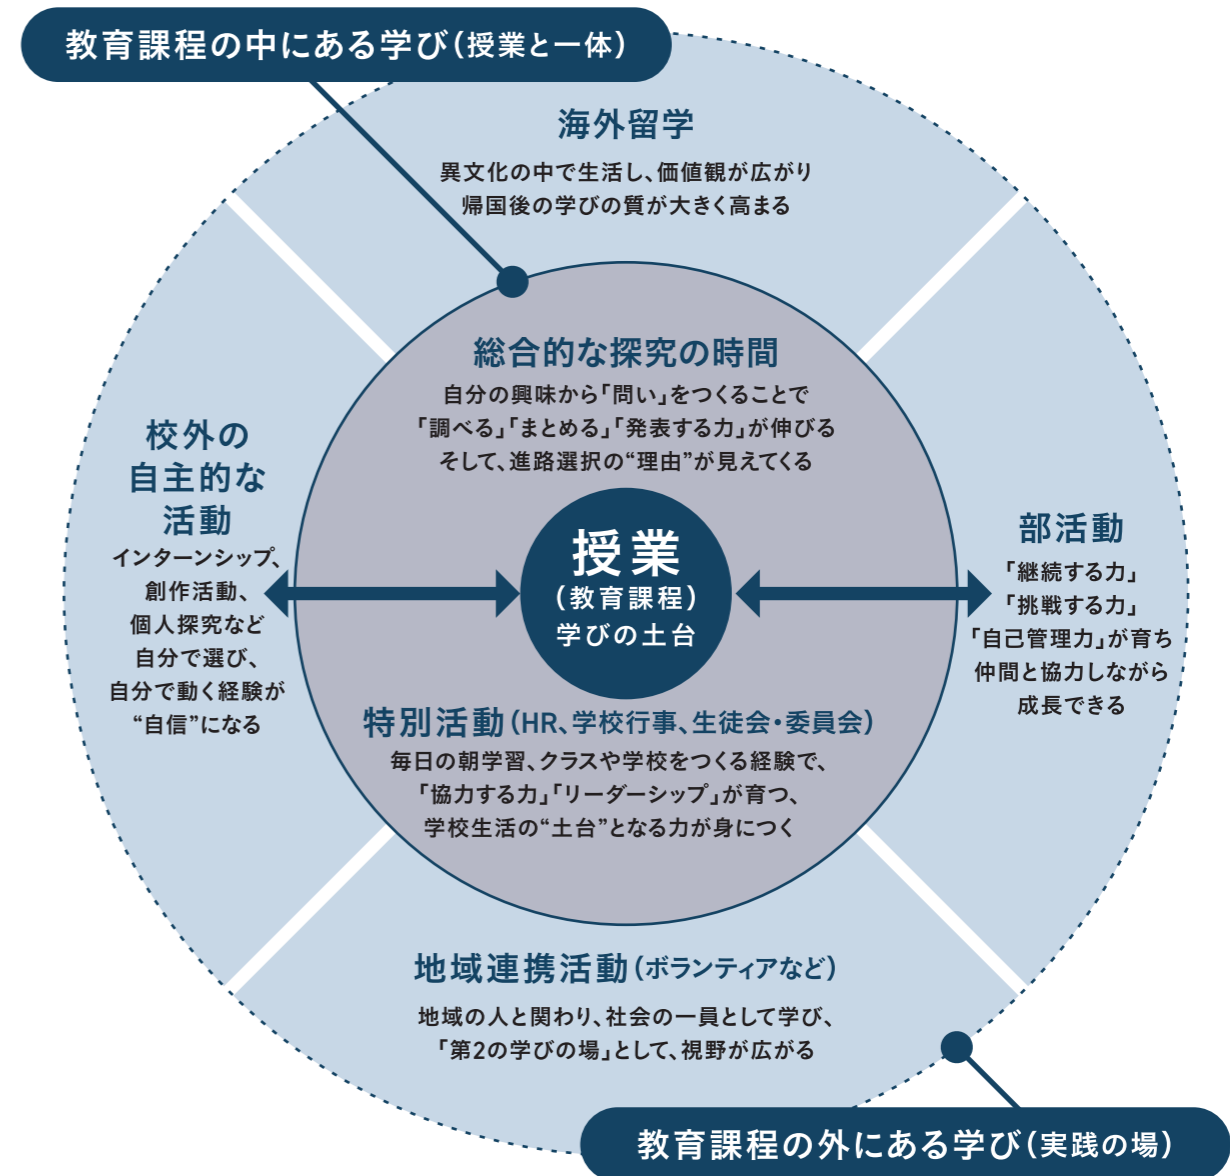 教育課程の中にある学び（授業と一体）
海外留学
異文化の中で生活し、価値観が広がり
帰国後の学びの質が大きく高まる
総合的な探究の時間
自分の興味から「問い」をつくることで
「調べる」「まとめる」「発表する力」が伸びる
そして、進路選択の“理由”が見えてくる
校外の
自主的な
活動
インターンシップ、
創作活動、
個人探究など
自分で選び、
自分で動く経験が
“自信”になる
授業
（教育課程）
学びの土台
部活動
「継続する力」
「挑戦する力」
「自己管理力」が育ち
仲間と協力しながら
成長できる
特別活動（HR、学校行事、生徒会・委員会）
毎日の朝学習、クラスや学校をつくる経験で、
「協力する力」「リーダーシップ」が育つ、
学校生活の“土台”となる力が身につく
地域連携活動（ボランティアなど）
地域の人と関わり、社会の一員として学び、
「第2の学びの場」として、視野が広がる
教育課程の外にある学び（実践の場）